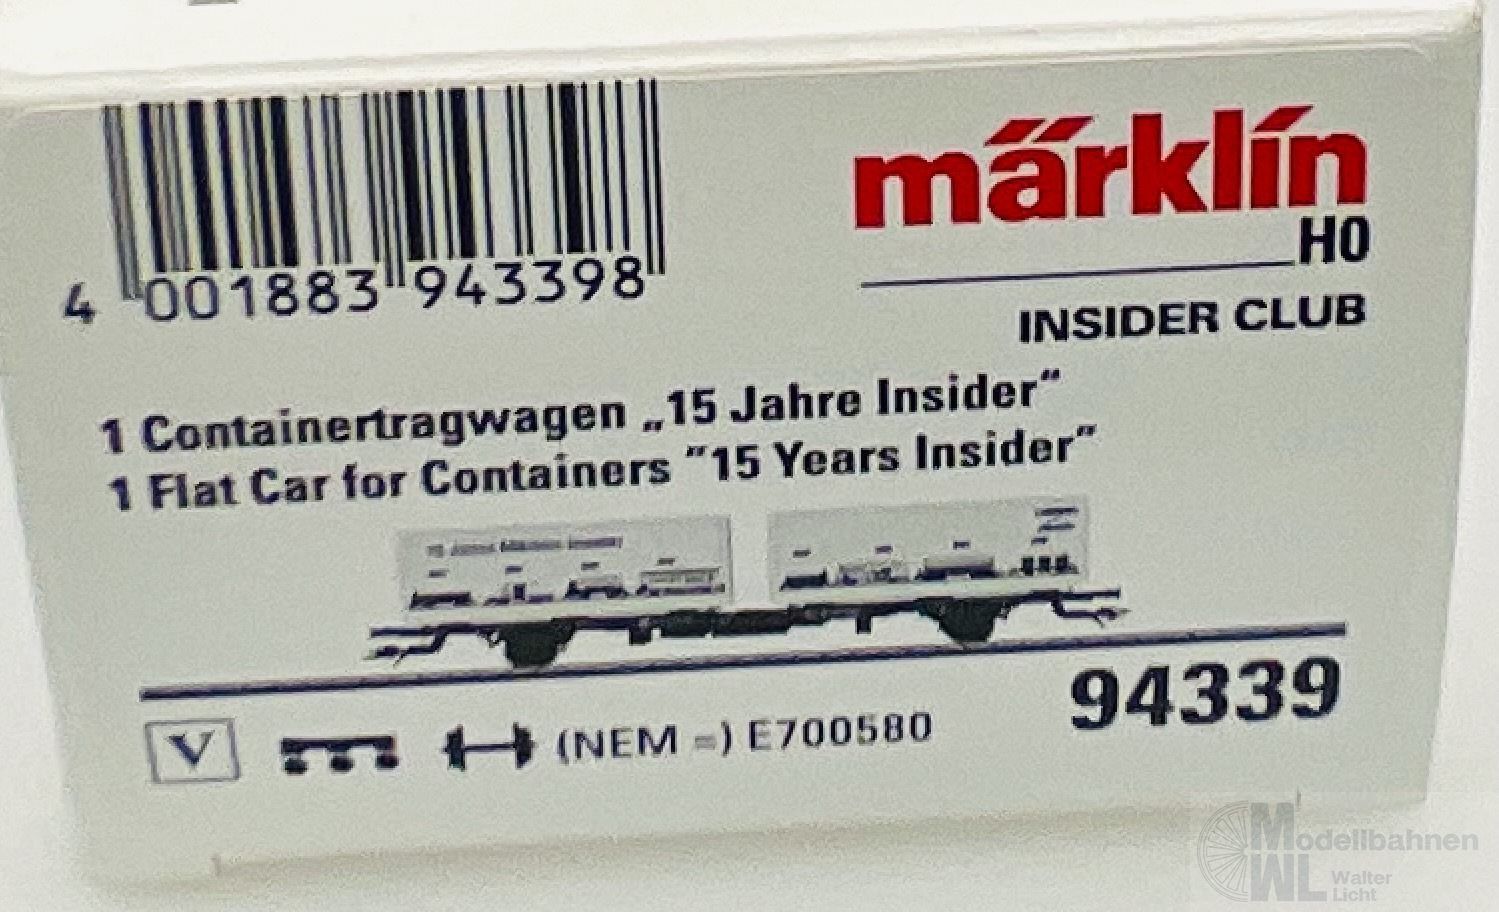 4 001883 943398
märklin
H0
INSIDER CLUB
1 Containertragwagen „15 Jahre Insider“
1 Flat Car for Containers "15 Years Insider"
94339
V (NEM =) E700580
Modellbahnen
WL Walter
Licht